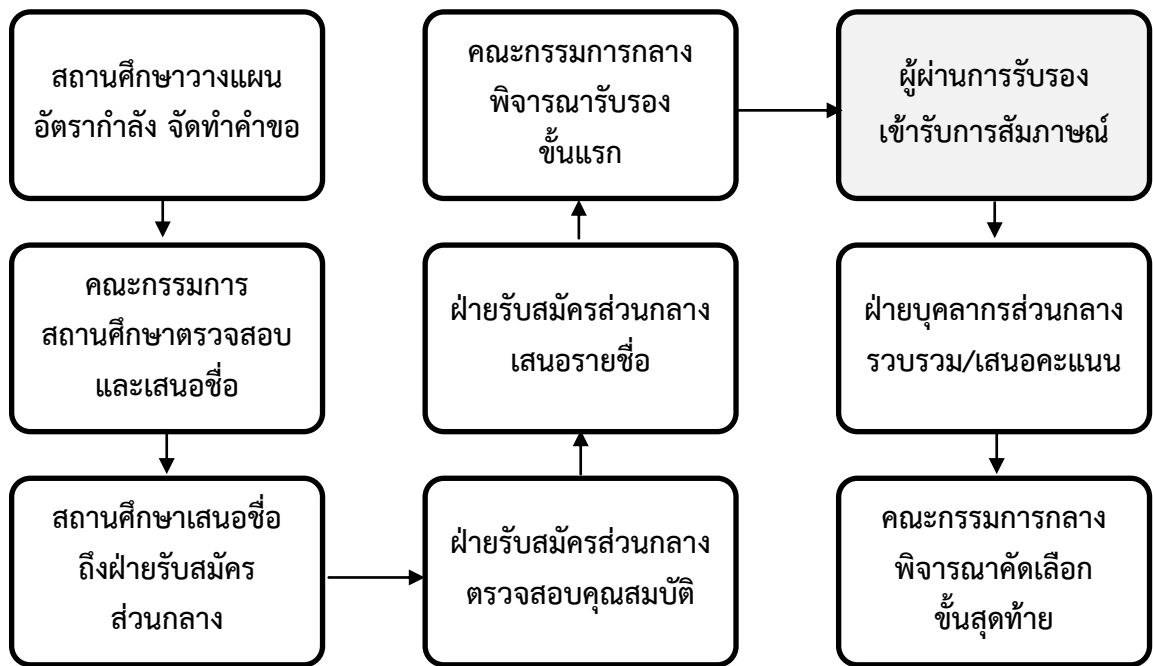 สถานศึกษาวางแผน
อัตรากำลัง จัดทำคำขอ
คณะกรรมการ
สถานศึกษาตรวจสอบ
และเสนอชื่อ
สถานศึกษาเสนอชื่อ
ถึงฝ่ายรับสมัคร
ส่วนกลาง
ฝ่ายรับสมัครส่วนกลาง
ตรวจสอบคุณสมบัติ
ฝ่ายรับสมัครส่วนกลาง
เสนอรายชื่อ
คณะกรรมการกลาง
พิจารณารับรอง
ขั้นแรก
ผู้ผ่านการรับรอง
เข้ารับการสัมภาษณ์
ฝ่ายบุคลากรส่วนกลาง
รวบรวม/เสนอคะแนน
คณะกรรมการกลาง
พิจารณาคัดเลือก
ขั้นสุดท้าย